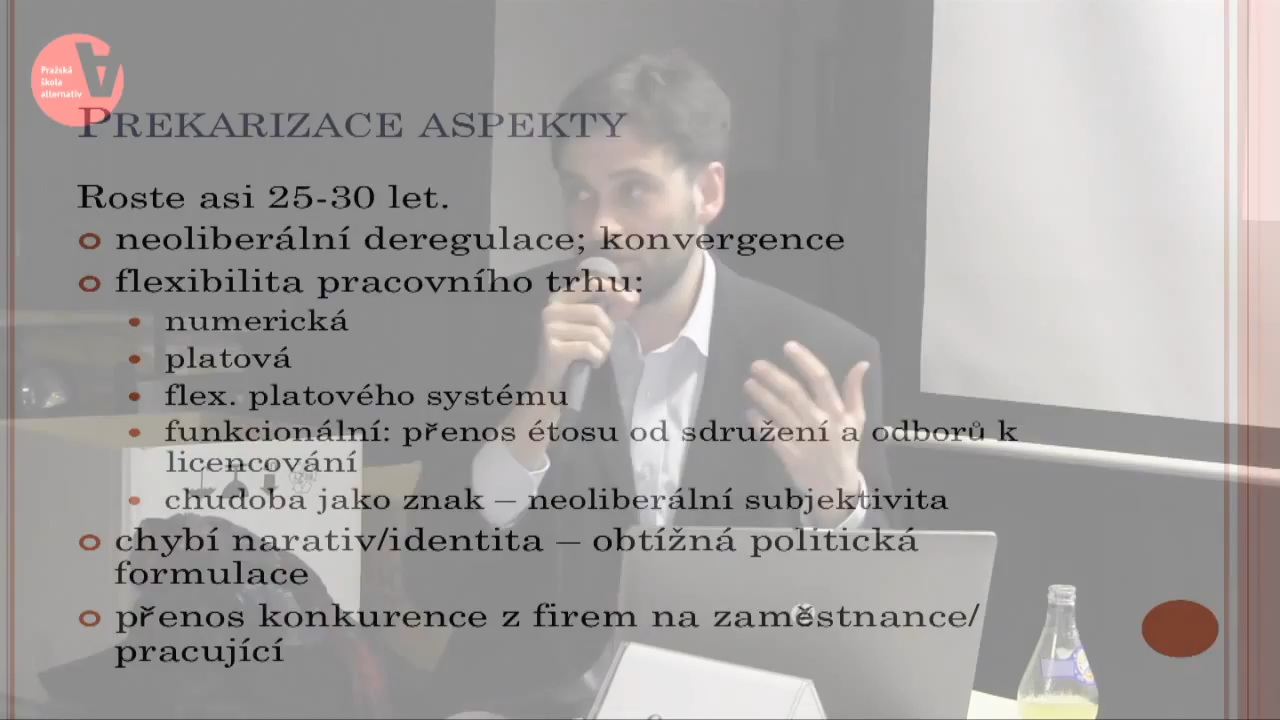 Pražská
škola
alternativ
PREKARIZACE ASPEKTY
Roste asi 25-30 let.
neoliberální deregulace; konvergence
flexibilita pracovního trhu:
numerická
platová
flex. platového systému
funkcionální: přenos étosu od sdružení a odborů k
licencování
chudoba jako znak – neoliberální subjektivita
chybí narativ/identita – obtížná politická
formulace
přenos konkurence z firem na zaměstnance/
pracující